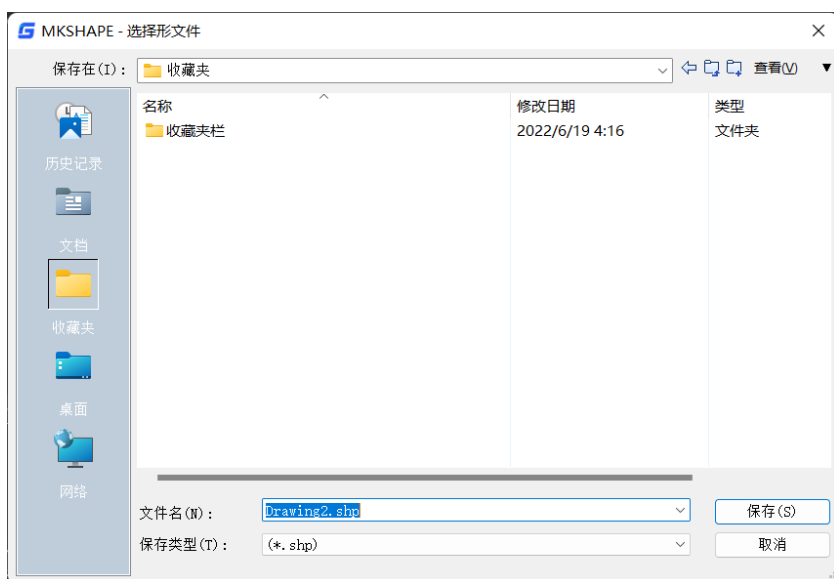 MKSHAPE - 选择形文件
保存在(I): 收藏夹 查看(V)
名称 修改日期 类型
收藏夹栏 2022/6/19 4:16 文件夹
历史记录
文档
收藏夹
桌面
网络
文件名(N): Drawing2.shp 保存(S)
保存类型(T): (*.shp) 取消